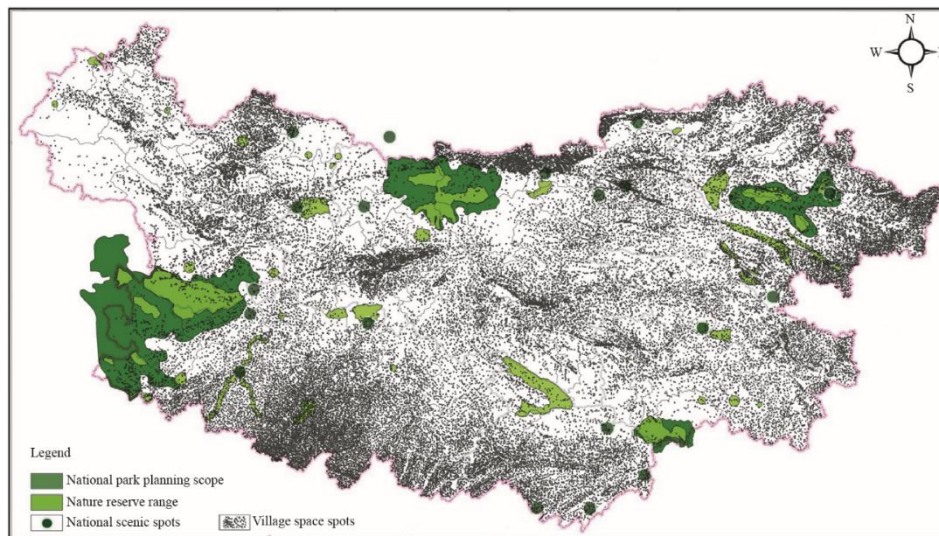 N
W
S
Legend
National park planning scope
Nature reserve range
National scenic spots
Village space spots